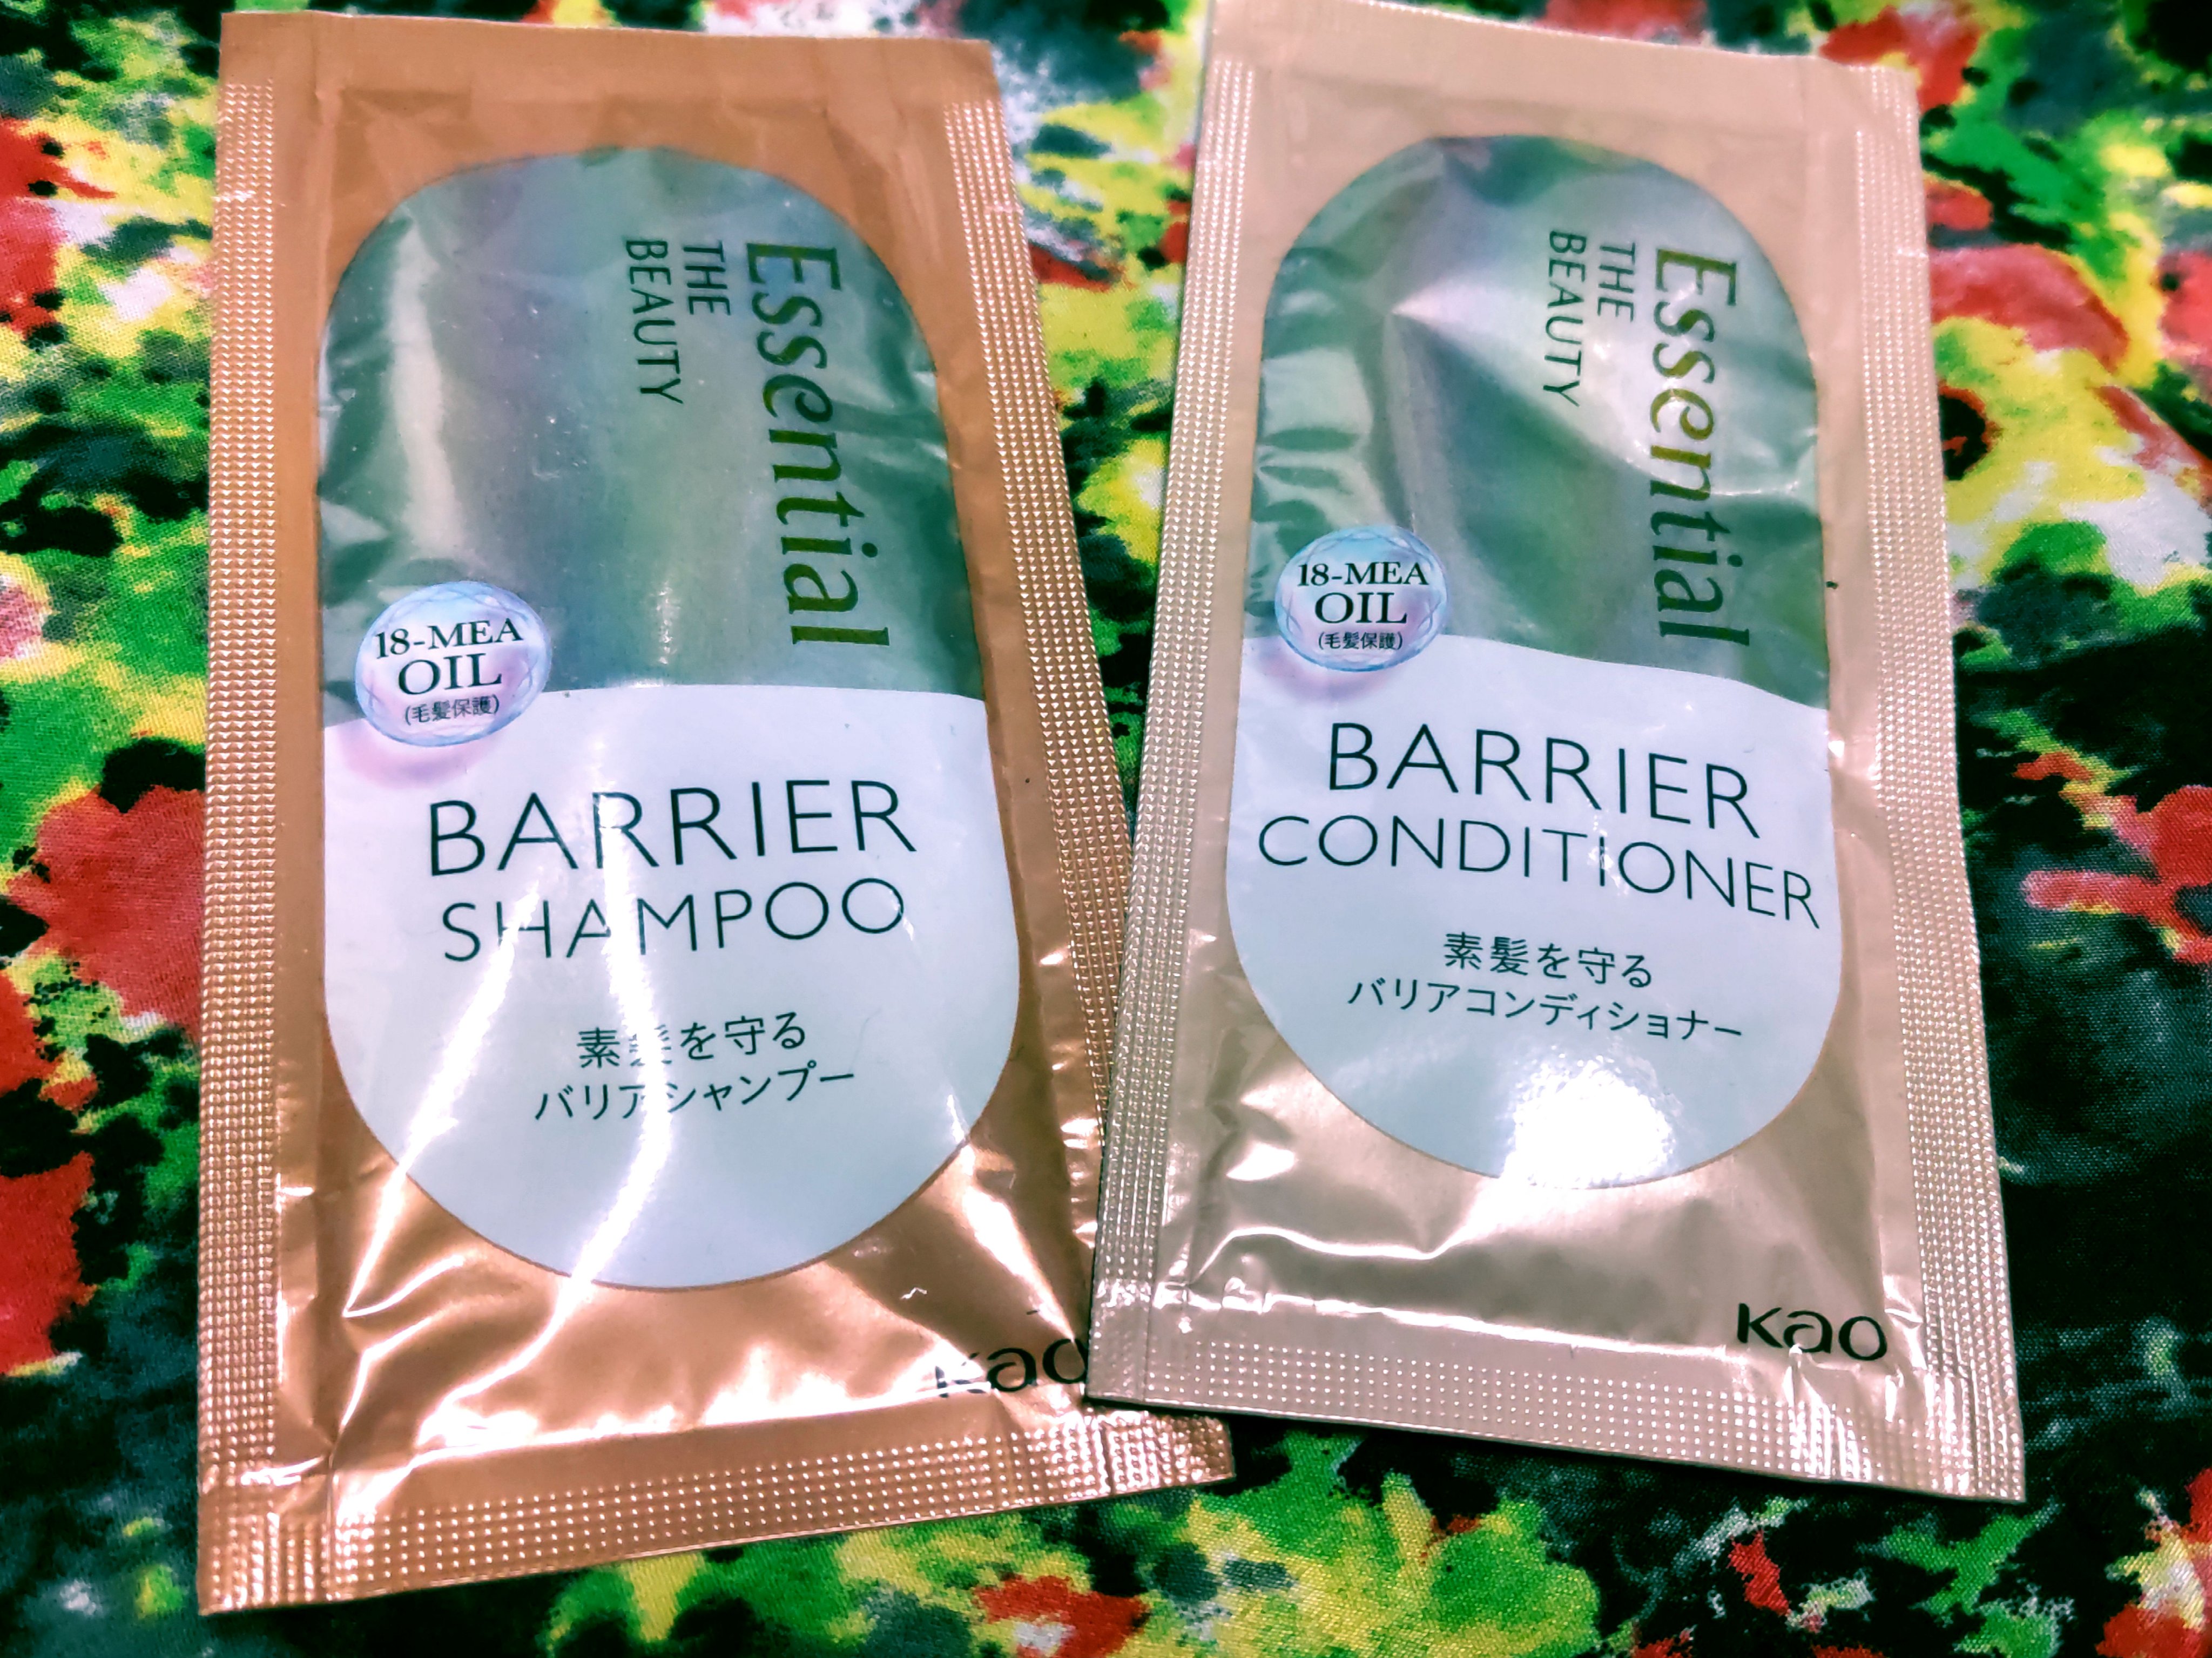 Essential
THE
BEAUTY
18-MEA
OIL
(毛髪保護)
BARRIER
SHAMPOO
素髪を守る
バリアシャンプー
kao
Essential
THE
BEAUTY
18-MEA
OIL
(毛髪保護)
BARRIER
CONDITIONER
素髪を守る
バリアコンディショナー
kao